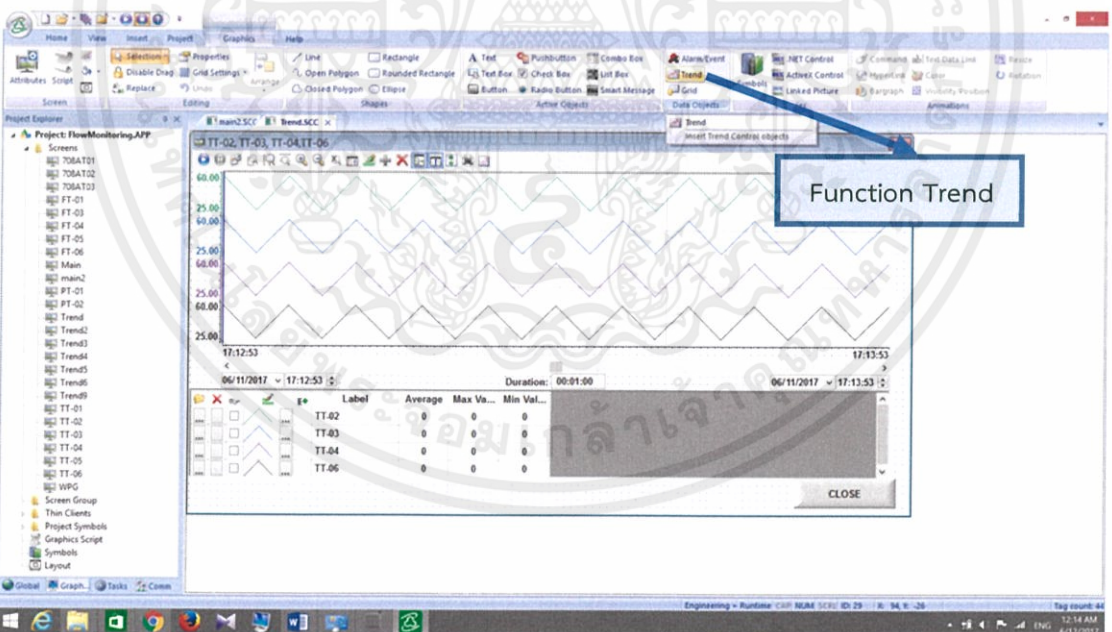 Home View Insert Project Graphics Help
Selection Properties Line Rectangle A Text Pushbutton Combo Box Alarm/Event .NET Control Command Text Data Link Resize
Attributes Script Disable Drag Grid Settings Arrange Open Polygon Rounded Rectangle Text Box Check Box List Box Trend Symbols ActiveX Control HyperLink Color Rotation
Replace Undo Closed Polygon Ellipse Button Radio Button Smart Message Grid Linked Picture Bargraph Visibility/Position
Screen Editing Shapes Active Objects Data Objects Animations
Project Explorer
main2.SCC Trend.SCC
Trend
Insert Trend Control objects
Function Trend
Project: FlowMonitoring.APP
Screens
708AT01
708AT02
708AT03
FT-01
FT-03
FT-04
FT-05
FT-06
Main
main2
PT-01
PT-02
Trend
Trend2
Trend3
Trend4
Trend5
Trend6
Trend9
TT-01
TT-02
TT-03
TT-04
TT-05
TT-06
WPG
Screen Group
Thin Clients
Project Symbols
Graphics Script
Symbols
Layout
Global Graph... Tasks Comm
TT-02, TT-03, TT-04,TT-06
60.00
25.00
60.00
25.00
60.00
25.00
60.00
25.00
17:12:53 17:13:53
06/11/2017 17:12:53 Duration: 00:01:00 06/11/2017 17:13:53
Label Average Max Va... Min Val...
TT-02 0 0 0
TT-03 0 0 0
TT-04 0 0 0
TT-06 0 0 0
CLOSE
Engineering + Runtime CAP NUM SCRL ID: 29 X: 94, Y: -26 Tag count: 44
ENG 12:14 AM
6/13/2017